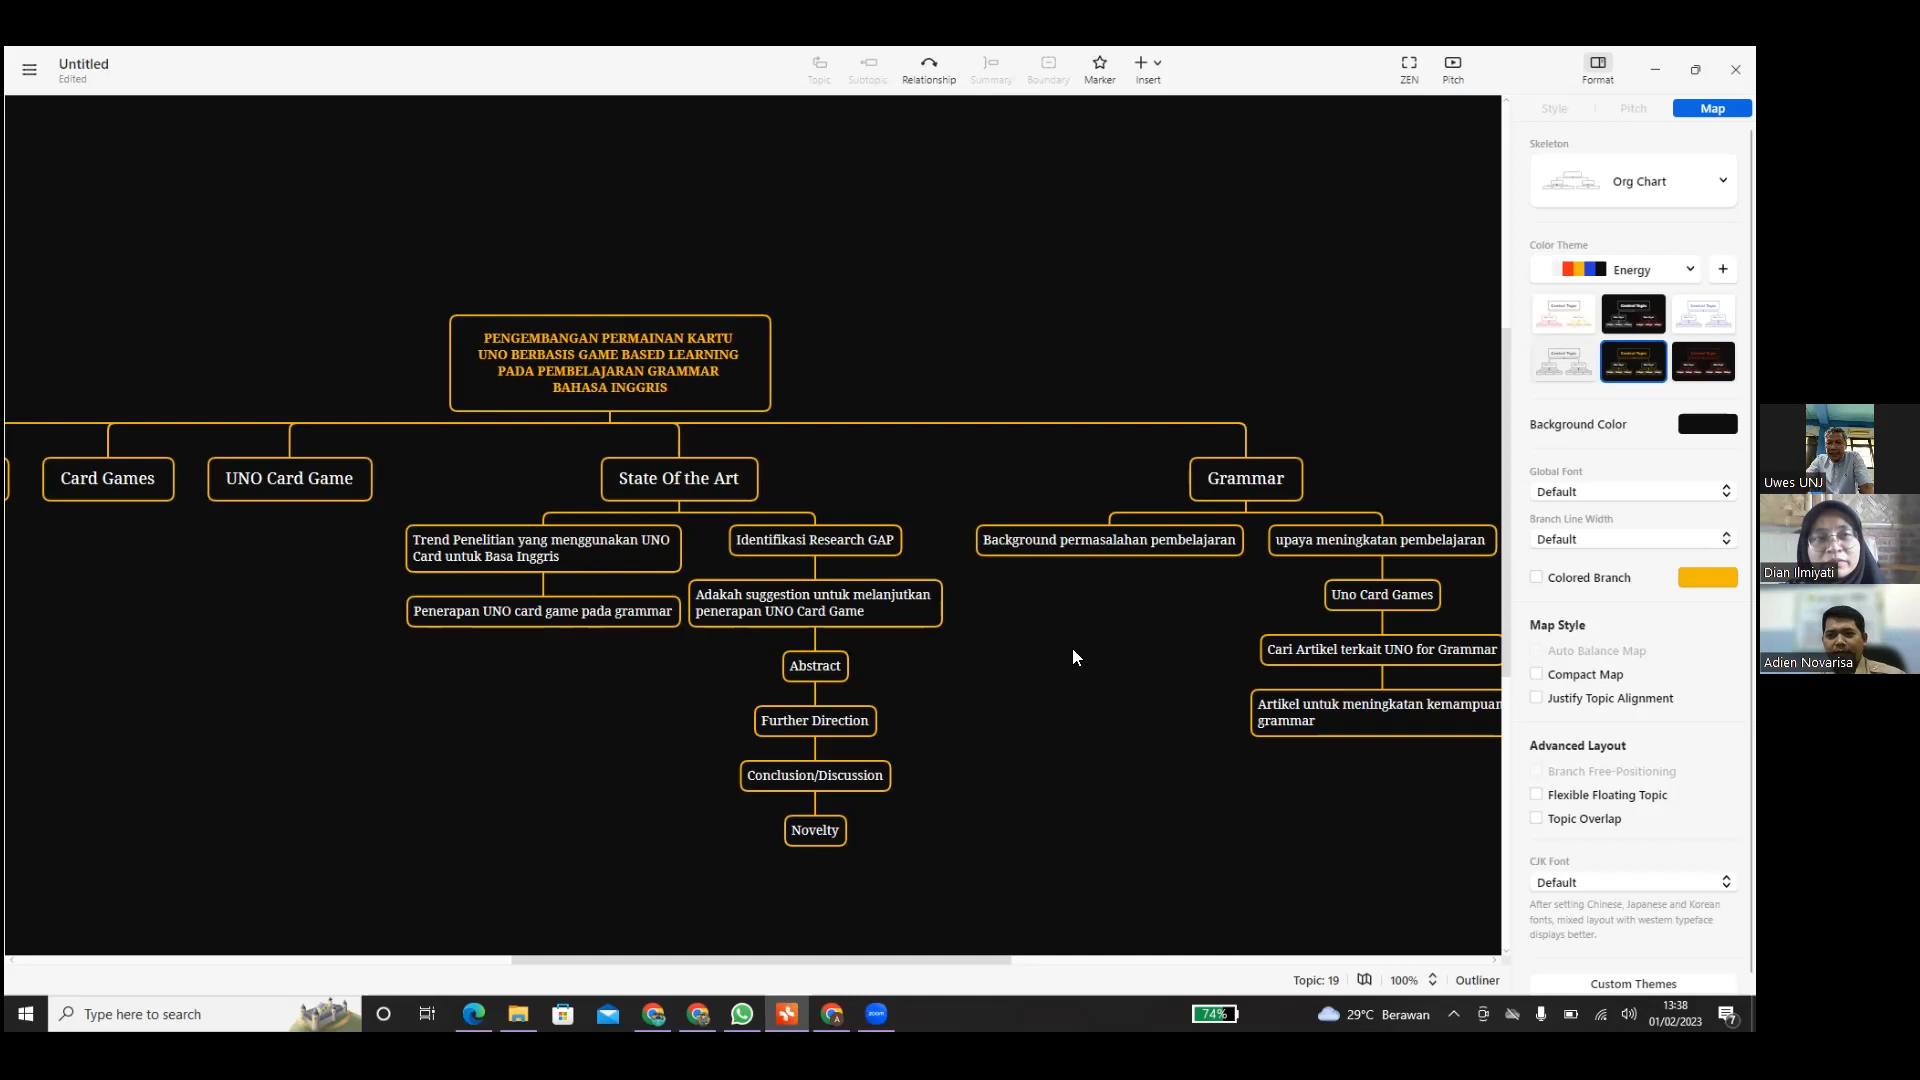 Untitled
Edited
Topic
Subtopic
Relationship
Summary
Boundary
Marker
Insert
ZEN
Pitch
Format
Style
Pitch
Map
Skeleton
Org Chart
Color Theme
Energy
Background Color
Global Font
Default
Branch Line Width
Default
Colored Branch
Map Style
Auto Balance Map
Compact Map
Justify Topic Alignment
Advanced Layout
Branch Free-Positioning
Flexible Floating Topic
Topic Overlap
CJK Font
Default
After setting Chinese, Japanese and Korean
fonts, mixed layout with western typeface
displays better.
Custom Themes
PENGEMBANGAN PERMAINAN KARTU
UNO BERBASIS GAME BASED LEARNING
PADA PEMBELAJARAN GRAMMAR
BAHASA INGGRIS
Card Games
UNO Card Game
State Of the Art
Grammar
Trend Penelitian yang menggunakan UNO
Card untuk Basa Inggris
Penerapan UNO card game pada grammar
Identifikasi Research GAP
Adakah suggestion untuk melanjutkan
penerapan UNO Card Game
Abstract
Further Direction
Conclusion/Discussion
Novelty
Background permasalahan pembelajaran
upaya meningkatan pembelajaran
Uno Card Games
Cari Artikel terkait UNO for Grammar
Artikel untuk meningkatan kemampuan
grammar
Uwes UNJ
Dian Ilmiyati
Adien Novarisa
Topic: 19
100%
Outliner
Type here to search
zoom
74%
29°C Berawan
13:38
01/02/2023
7